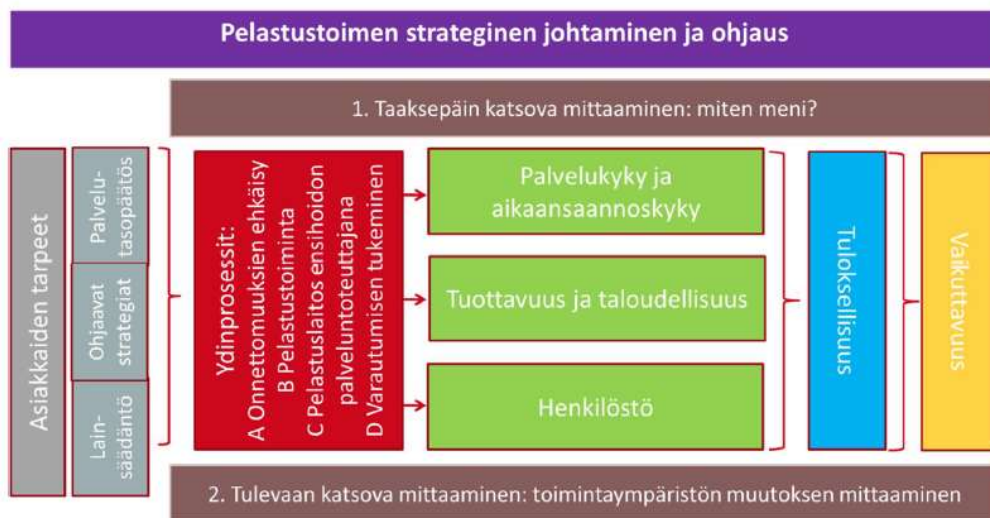 Pelastustoimen strateginen johtaminen ja ohjaus
1. Taaksepäin katsova mittaaminen: miten meni?
Asiakkaiden tarpeet
Palvelu-
tasopäätös
Ohjaavat
strategiat
Lain-
säädäntö
Ydinprosessit:
A Onnettomuuksien ehkäisy
B Pelastustoiminta
C Pelastuslaitos ensihoidon
palveluntoteuttajana
D Varautumisen tukeminen
Palvelukyky ja
aikaansaannoskyky
Tuottavuus ja taloudellisuus
Henkilöstö
Tuloksellisuus
Vaikuttavuus
2. Tulevaan katsova mittaaminen: toimintaympäristön muutoksen mittaaminen